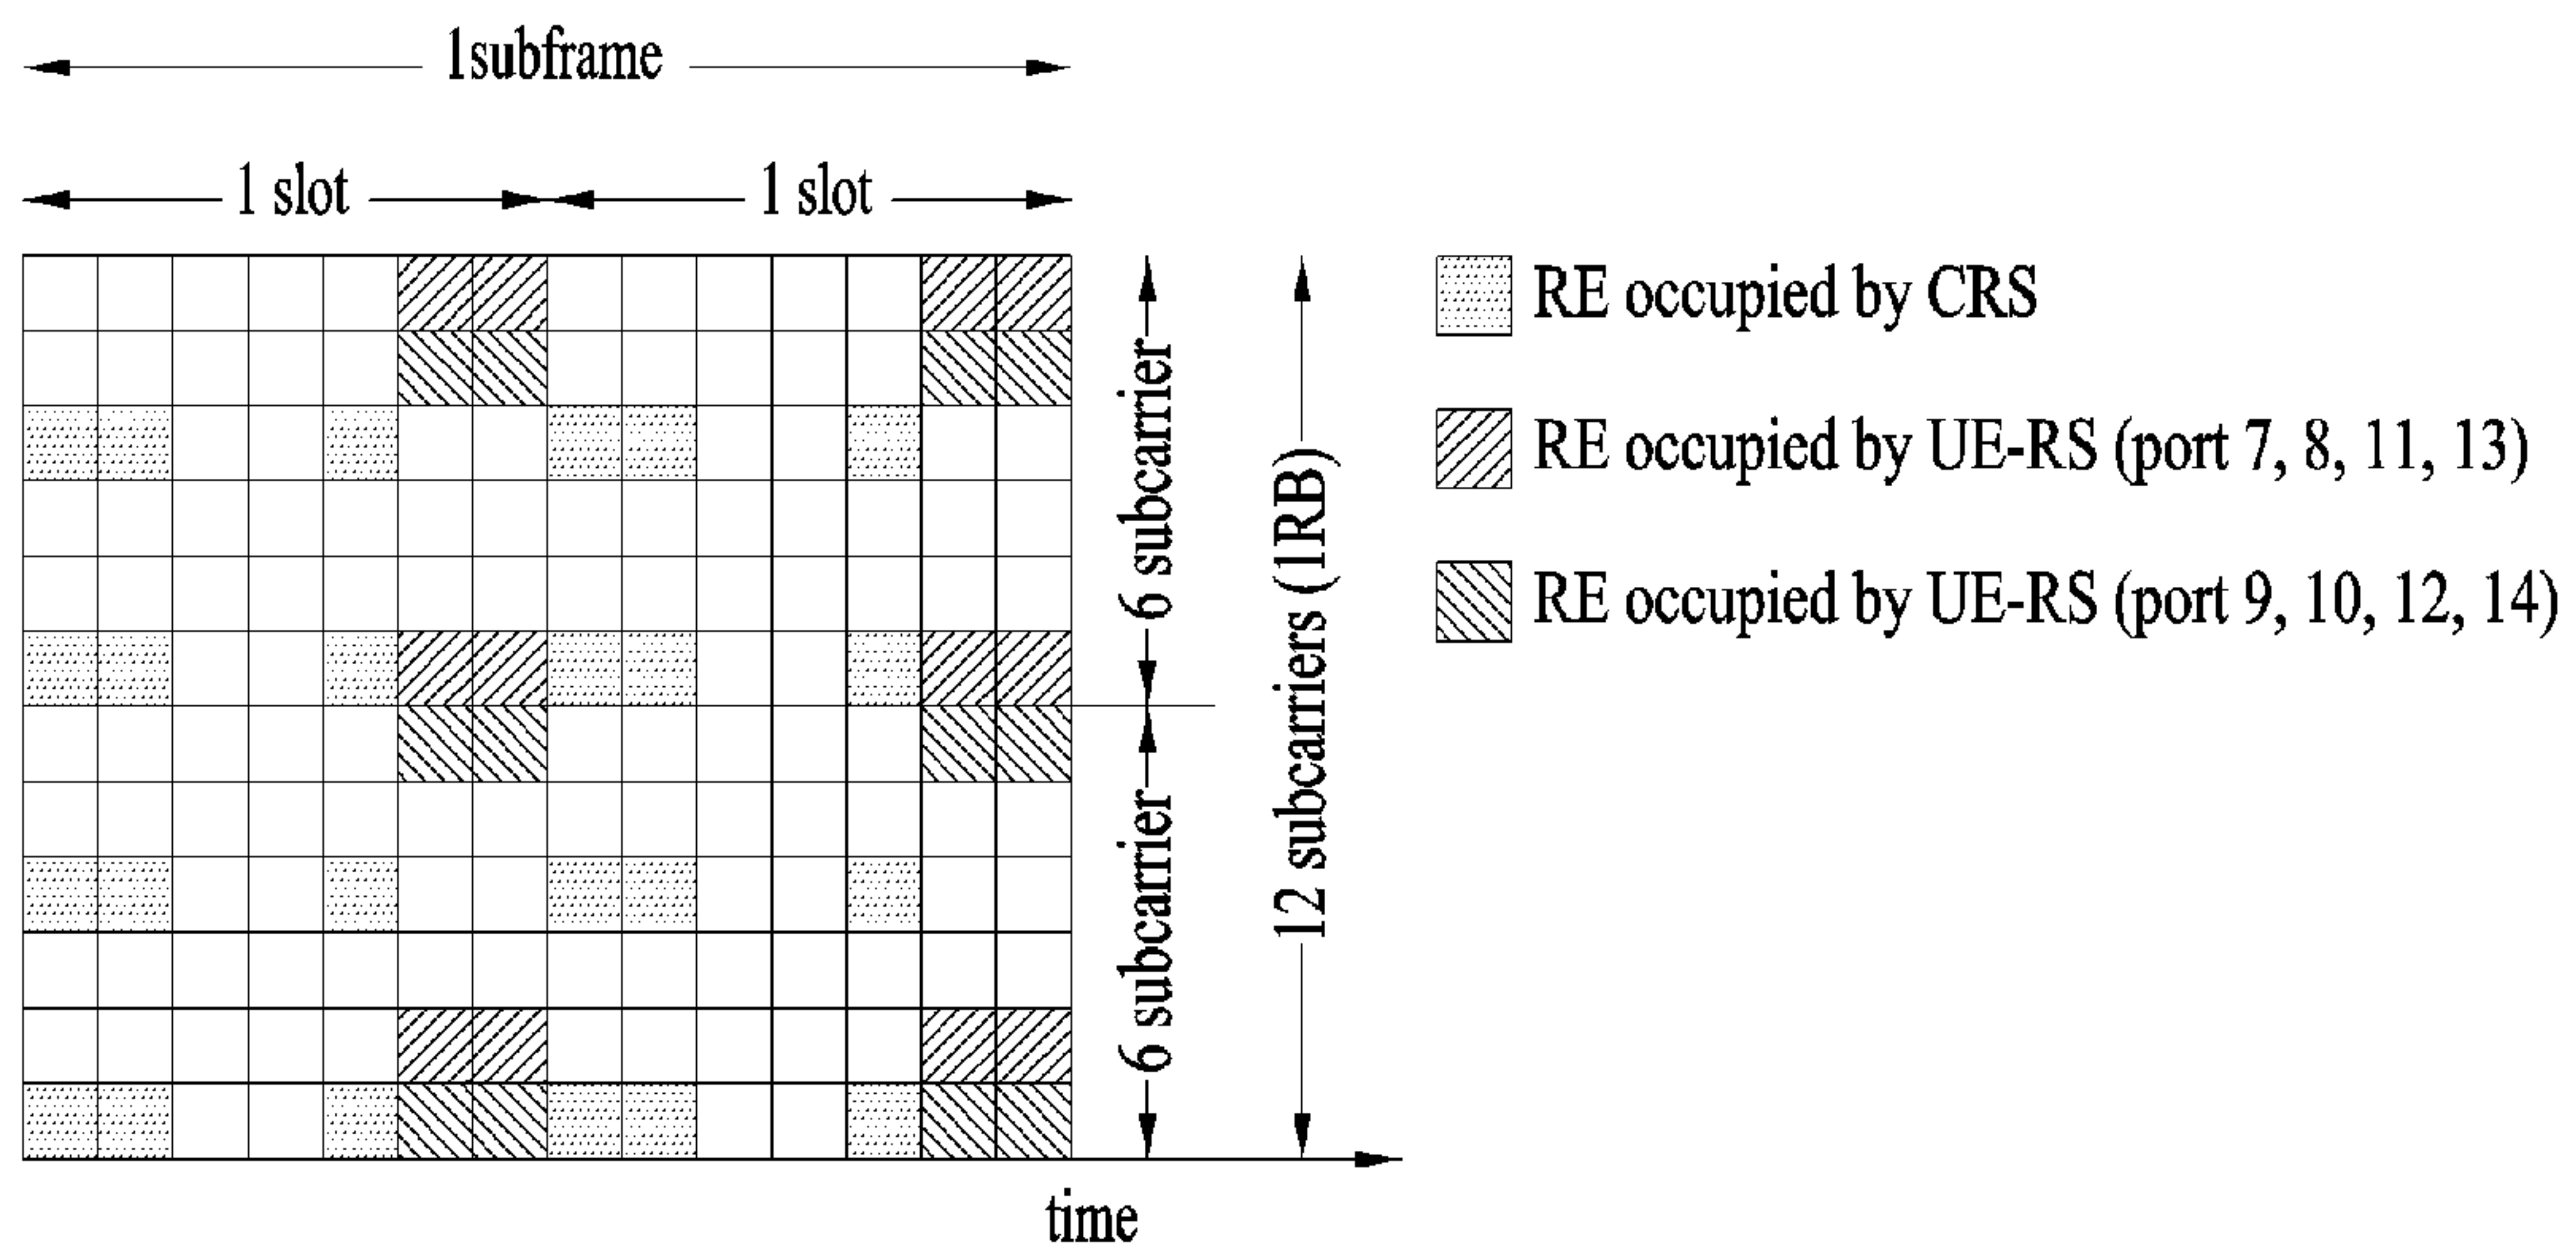 1subframe
1 slot
1 slot
6 subcarrier
6 subcarrier
12 subcarriers (1RB)
time
RE occupied by CRS
RE occupied by UE-RS (port 7, 8, 11, 13)
RE occupied by UE-RS (port 9, 10, 12, 14)